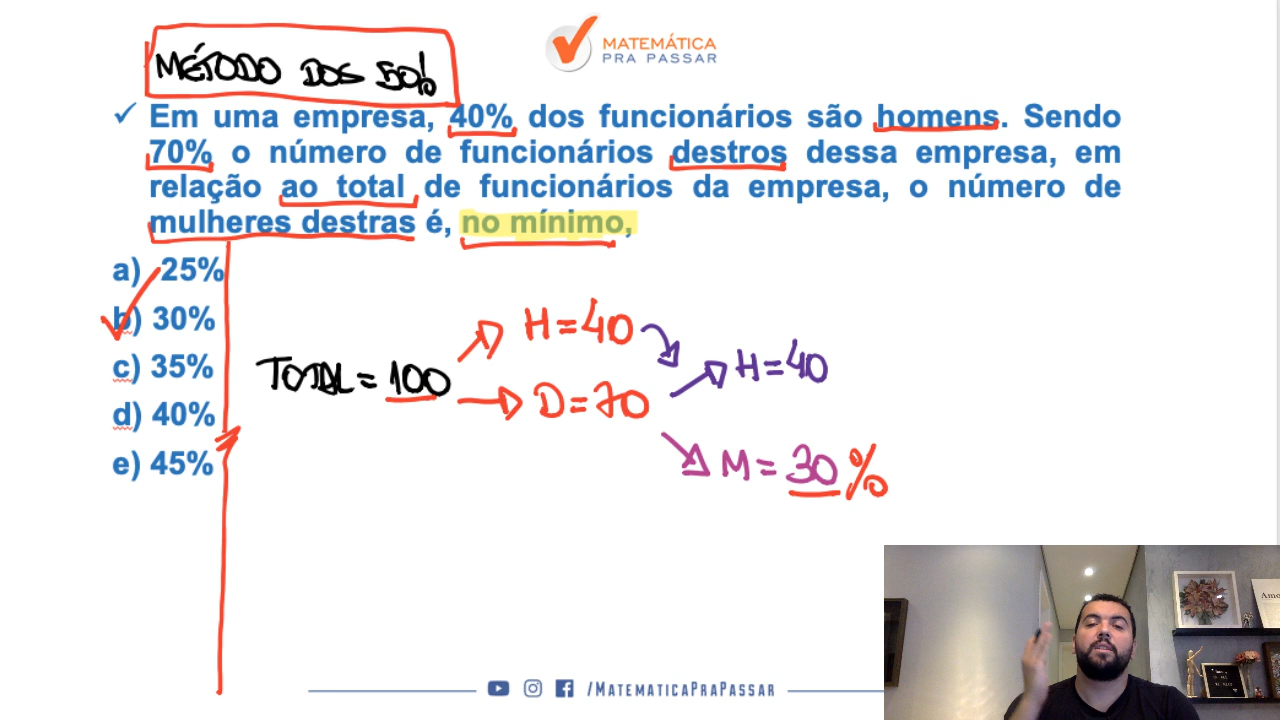 MÉTODO DOS 50%
MATEMÁTICA
PRA PASSAR
Em uma empresa, 40% dos funcionários são homens. Sendo
70% o número de funcionários destros dessa empresa, em
relação ao total de funcionários da empresa, o número de
mulheres destras é, no mínimo,
a) 25%
b) 30%
c) 35%
d) 40%
e) 45%
H = 40
TOTAL = 100
H = 40
D = 70
M = 30%
Ame
/MATEMATICAPRAPASSAR